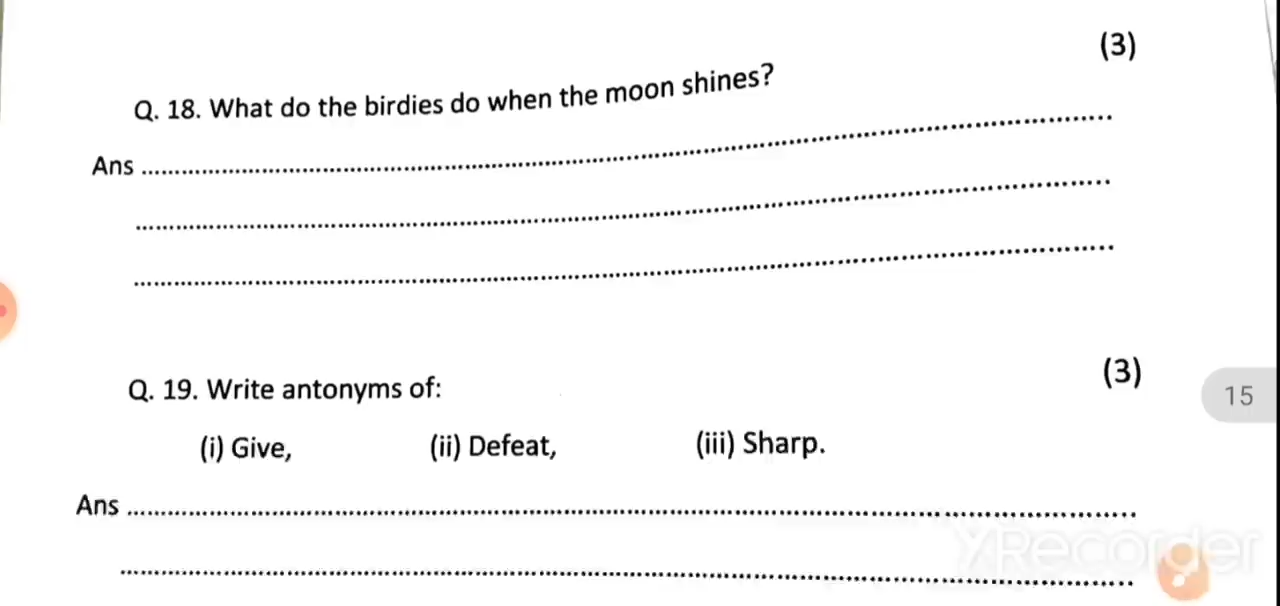 (3)
Q. 18. What do the birdies do when the moon shines?
Ans ................................................................
................................................................
................................................................
(3)
Q. 19. Write antonyms of:
15
(i) Give, (ii) Defeat, (iii) Sharp.
Ans ................................................................
XRecorder
................................................................